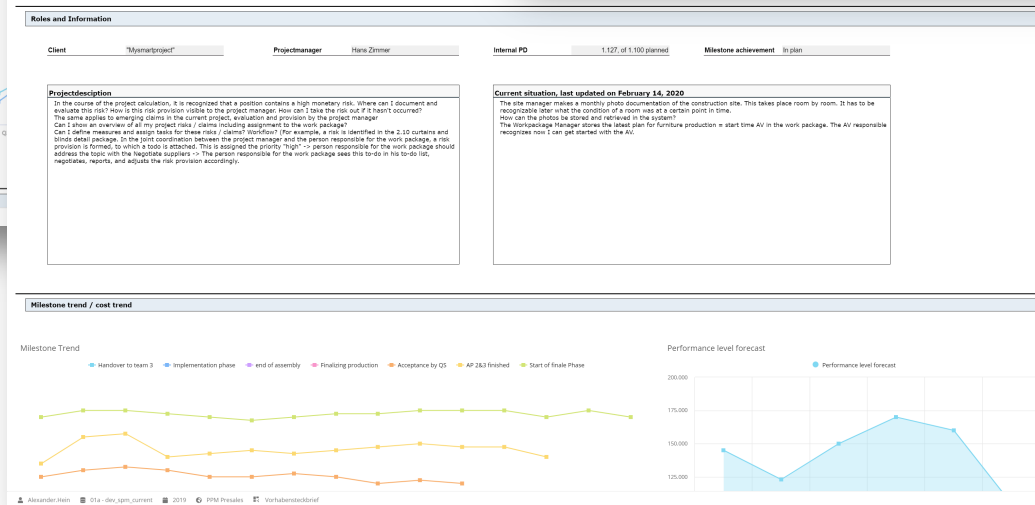 Roles and Information
Client "Mysmartproject" Projectmanager Hans Zimmer Internal PD 1.127, of 1.100 planned Milestone achievement In plan
Projectdesciption
In the course of the project calculation, it is recognized that a position contains a high monetary risk. Where can I document and
evaluate this risk? How is this risk provision visible to the project manager. How can I take the risk out if it hasn't occurred?
The same applies to emerging claims in the current project, evaluation and provision by the project manager
Can I show an overview of all my project risks / claims including assignment to the work package?
Can I define measures and assign tasks for these risks / claims? Workflow? (For example, a risk is identified in the 2.10 curtains and
blinds detail package. In the joint coordination between the project manager and the person responsible for the work package, a risk
provision is formed, to which a todo is attached. This is assigned the priority "high" -> person responsible for the work package should
address the topic with the Negotiate suppliers -> The person responsible for the work package sees this to-do in his to-do list,
negotiates, reports, and adjusts the risk provision accordingly.
Current situation, last updated on February 14, 2020
The site manager makes a monthly photo documentation of the construction site. This takes place room by room. It has to be
recognizable later what the condition of a room was at a certain point in time.
How can the photos be stored and retrieved in the system?
The Workpackage Manager stores the latest plan for furniture production = start time AV in the work package. The AV responsible
recognizes now I can get started with the AV.
Milestone trend / cost trend
Milestone Trend
Handover to team 3 Implementation phase end of assembly Finalizing production Acceptance by QS AP 2&3 finished Start of finale Phase
Performance level forecast
Performance level forecast
200.000
175.000
150.000
125.000
Alexander.Hein 01a - dev_spm_current 2019 PPM Presales Vorhabensteckbrief